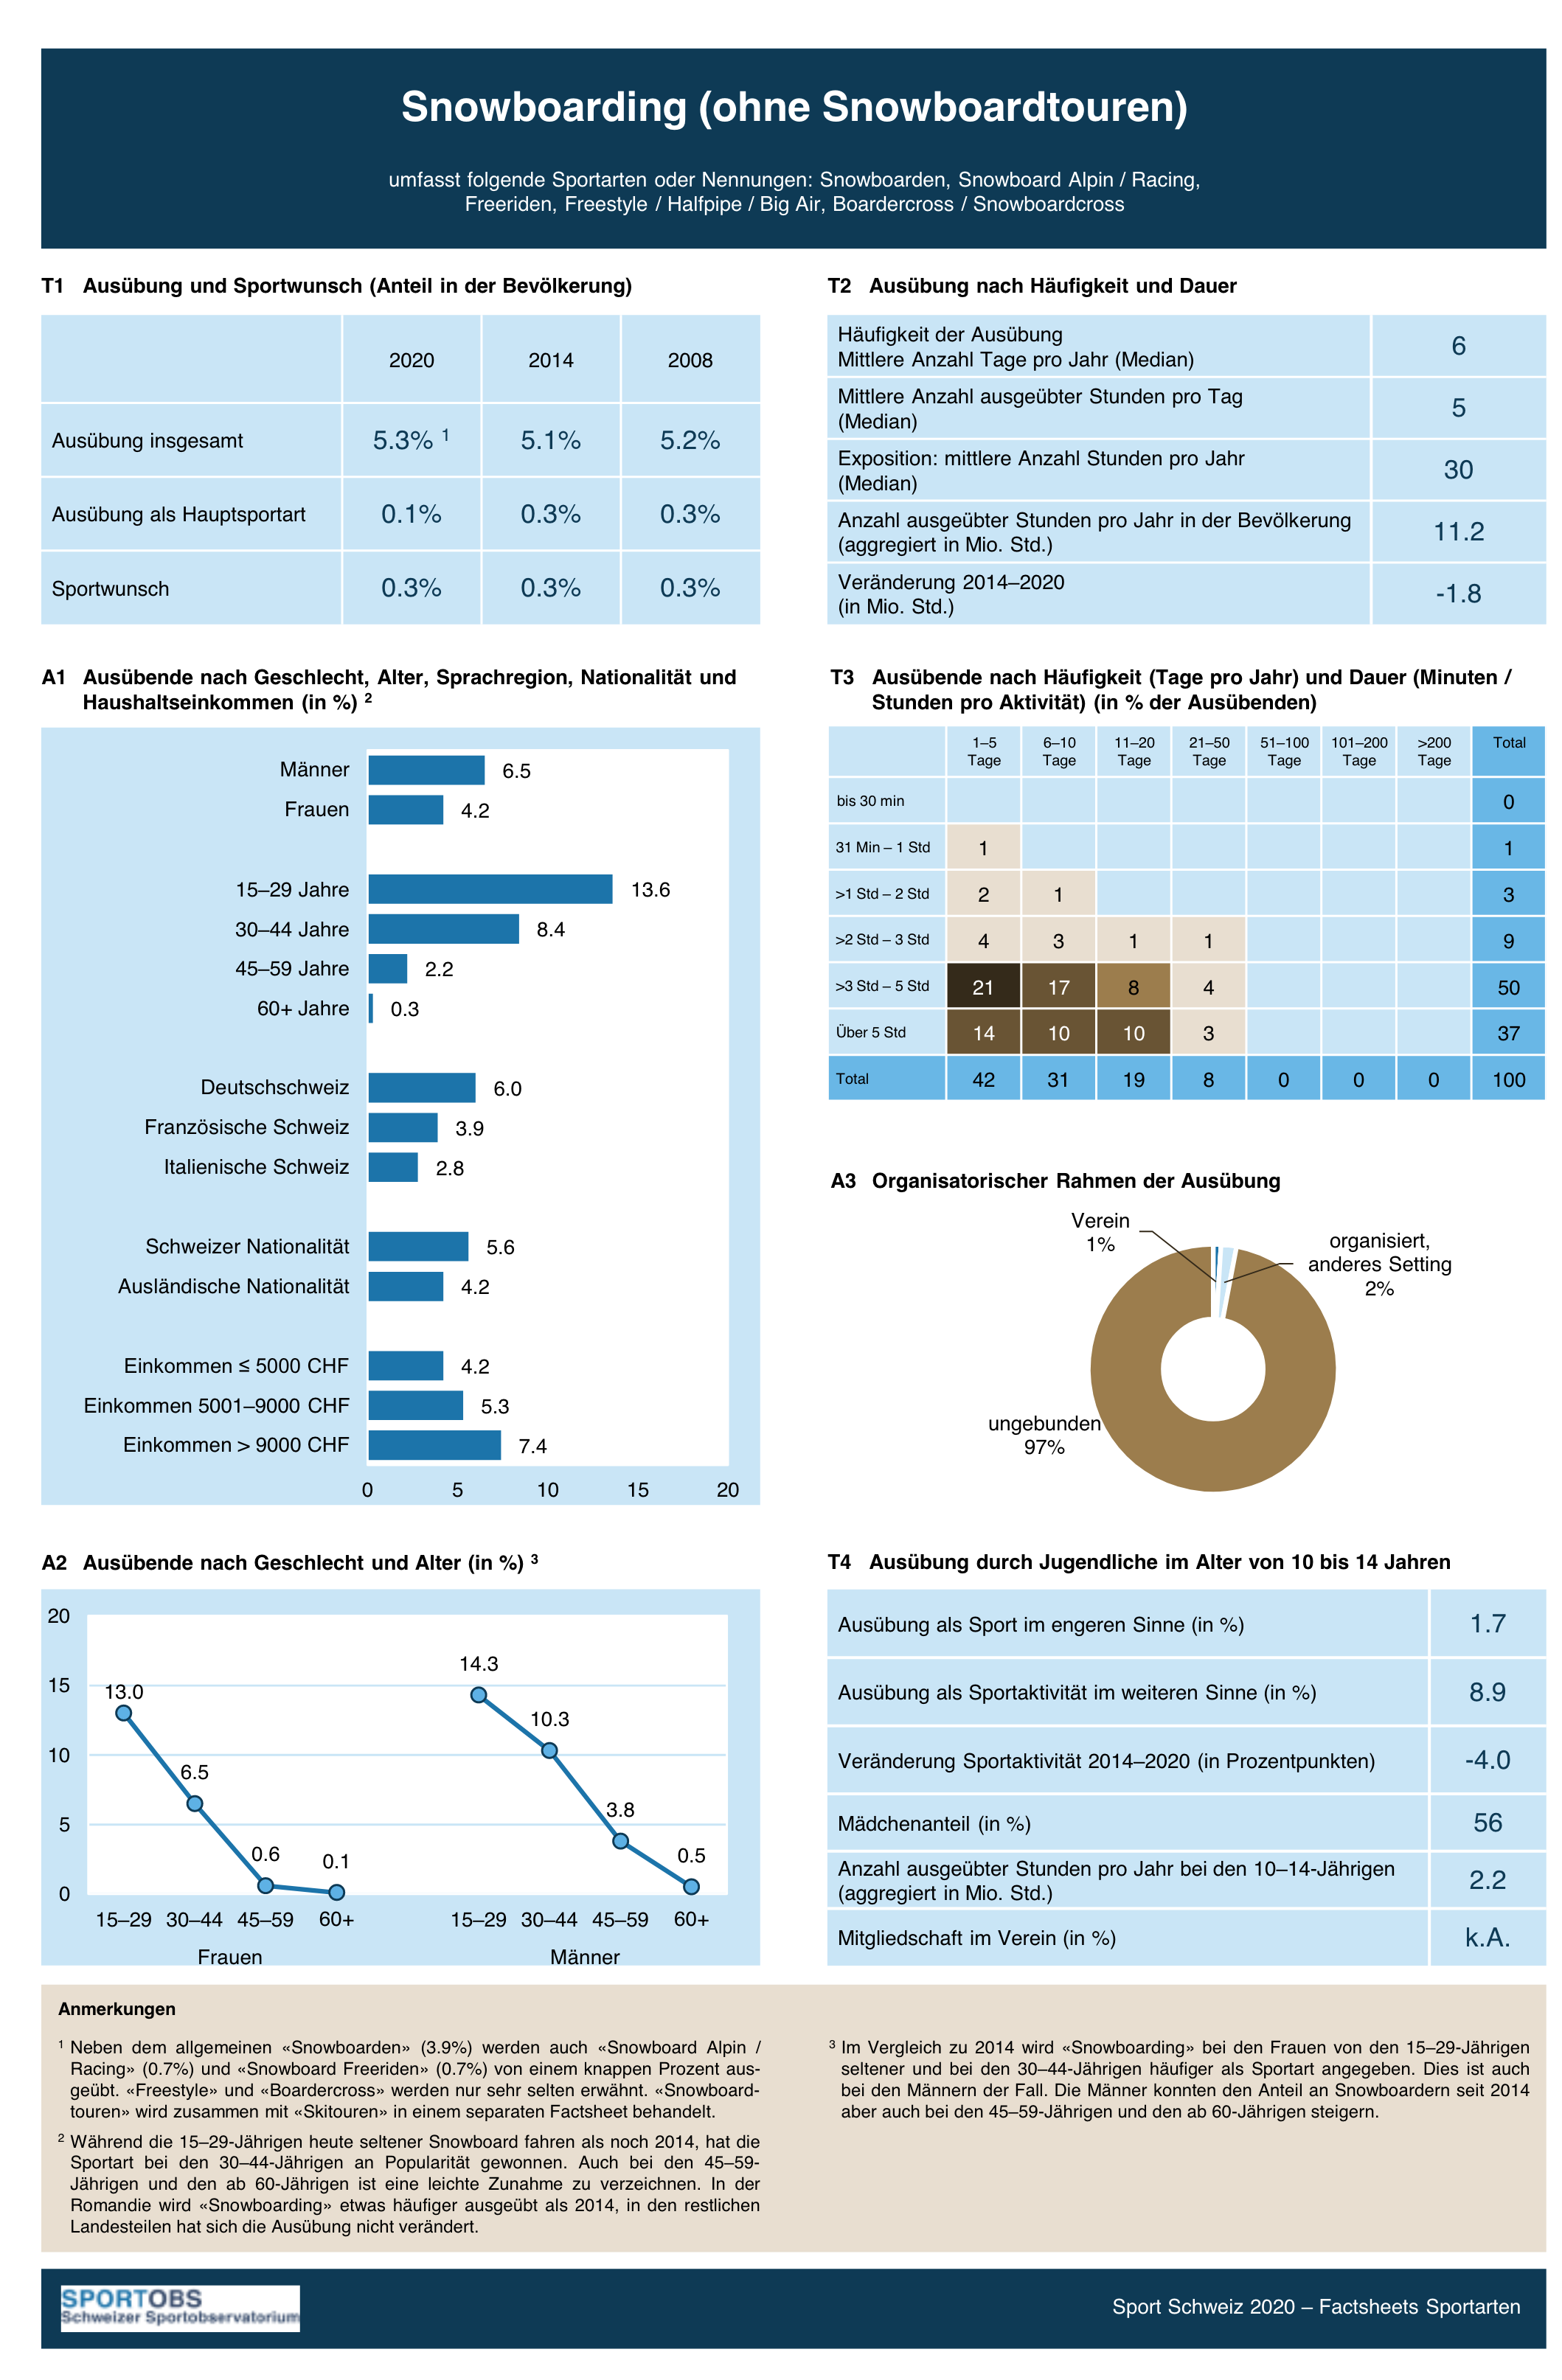 Snowboarding (ohne Snowboardtouren)
umfasst folgende Sportarten oder Nennungen: Snowboarden, Snowboard Alpin / Racing,
Freeriden, Freestyle / Halfpipe / Big Air, Boardercross / Snowboardcross
T1 Ausübung und Sportwunsch (Anteil in der Bevölkerung)
2020 2014 2008
Ausübung insgesamt 5.3% 1 5.1% 5.2%
Ausübung als Hauptsportart 0.1% 0.3% 0.3%
Sportwunsch 0.3% 0.3% 0.3%
T2 Ausübung nach Häufigkeit und Dauer
Häufigkeit der Ausübung
Mittlere Anzahl Tage pro Jahr (Median) 6
Mittlere Anzahl ausgeübter Stunden pro Tag
(Median) 5
Exposition: mittlere Anzahl Stunden pro Jahr
(Median) 30
Anzahl ausgeübter Stunden pro Jahr in der Bevölkerung
(aggregiert in Mio. Std.) 11.2
Veränderung 2014–2020
(in Mio. Std.) -1.8
A1 Ausübende nach Geschlecht, Alter, Sprachregion, Nationalität und
Haushaltseinkommen (in %) 2
Männer 6.5
Frauen 4.2
15–29 Jahre 13.6
30–44 Jahre 8.4
45–59 Jahre 2.2
60+ Jahre 0.3
Deutschschweiz 6.0
Französische Schweiz 3.9
Italienische Schweiz 2.8
Schweizer Nationalität 5.6
Ausländische Nationalität 4.2
Einkommen ≤ 5000 CHF 4.2
Einkommen 5001–9000 CHF 5.3
Einkommen > 9000 CHF 7.4
0 5 10 15 20
T3 Ausübende nach Häufigkeit (Tage pro Jahr) und Dauer (Minuten /
Stunden pro Aktivität) (in % der Ausübenden)
1–5 6–10 11–20 21–50 51–100 101–200 >200 Total
Tage Tage Tage Tage Tage Tage Tage
bis 30 min 0
31 Min – 1 Std 1 1
>1 Std – 2 Std 2 1 3
>2 Std – 3 Std 4 3 1 1 9
>3 Std – 5 Std 21 17 8 4 50
Über 5 Std 14 10 10 3 37
Total 42 31 19 8 0 0 0 100
A3 Organisatorischer Rahmen der Ausübung
Verein
1%
organisiert,
anderes Setting
2%
ungebunden
97%
A2 Ausübende nach Geschlecht und Alter (in %) 3
20
15
10
5
0
13.0
6.5
0.6
0.1
14.3
10.3
3.8
0.5
15–29 30–44 45–59 60+ 15–29 30–44 45–59 60+
Frauen Männer
T4 Ausübung durch Jugendliche im Alter von 10 bis 14 Jahren
Ausübung als Sport im engeren Sinne (in %) 1.7
Ausübung als Sportaktivität im weiteren Sinne (in %) 8.9
Veränderung Sportaktivität 2014–2020 (in Prozentpunkten) -4.0
Mädchenanteil (in %) 56
Anzahl ausgeübter Stunden pro Jahr bei den 10–14-Jährigen
(aggregiert in Mio. Std.) 2.2
Mitgliedschaft im Verein (in %) k.A.
Anmerkungen
1 Neben dem allgemeinen «Snowboarden» (3.9%) werden auch «Snowboard Alpin /
Racing» (0.7%) und «Snowboard Freeriden» (0.7%) von einem knappen Prozent aus-
geübt. «Freestyle» und «Boardercross» werden nur sehr selten erwähnt. «Snowboard-
touren» wird zusammen mit «Skitouren» in einem separaten Factsheet behandelt.
2 Während die 15–29-Jährigen heute seltener Snowboard fahren als noch 2014, hat die
Sportart bei den 30–44-Jährigen an Popularität gewonnen. Auch bei den 45–59-
Jährigen und den ab 60-Jährigen ist eine leichte Zunahme zu verzeichnen. In der
Romandie wird «Snowboarding» etwas häufiger ausgeübt als 2014, in den restlichen
Landesteilen hat sich die Ausübung nicht verändert.
3 Im Vergleich zu 2014 wird «Snowboarding» bei den Frauen von den 15–29-Jährigen
seltener und bei den 30–44-Jährigen häufiger als Sportart angegeben. Dies ist auch
bei den Männern der Fall. Die Männer konnten den Anteil an Snowboardern seit 2014
aber auch bei den 45–59-Jährigen und den ab 60-Jährigen steigern.
SPORTOBS
Schweizer Sportobservatorium
Sport Schweiz 2020 – Factsheets Sportarten